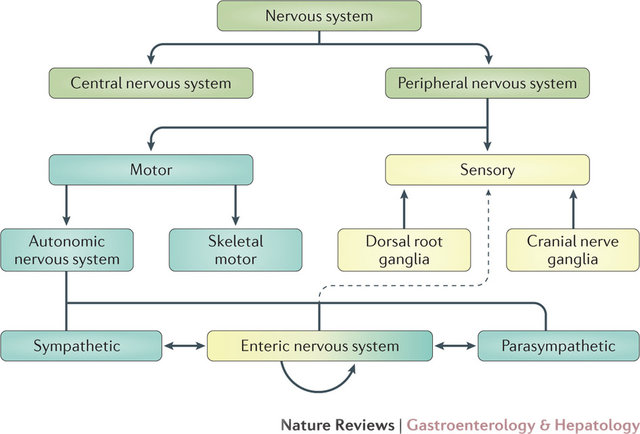 Nervous system
Central nervous system
Peripheral nervous system
Motor
Sensory
Autonomic
nervous system
Skeletal
motor
Dorsal root
ganglia
Cranial nerve
ganglia
Sympathetic
Enteric nervous system
Parasympathetic
Nature Reviews | Gastroenterology & Hepatology